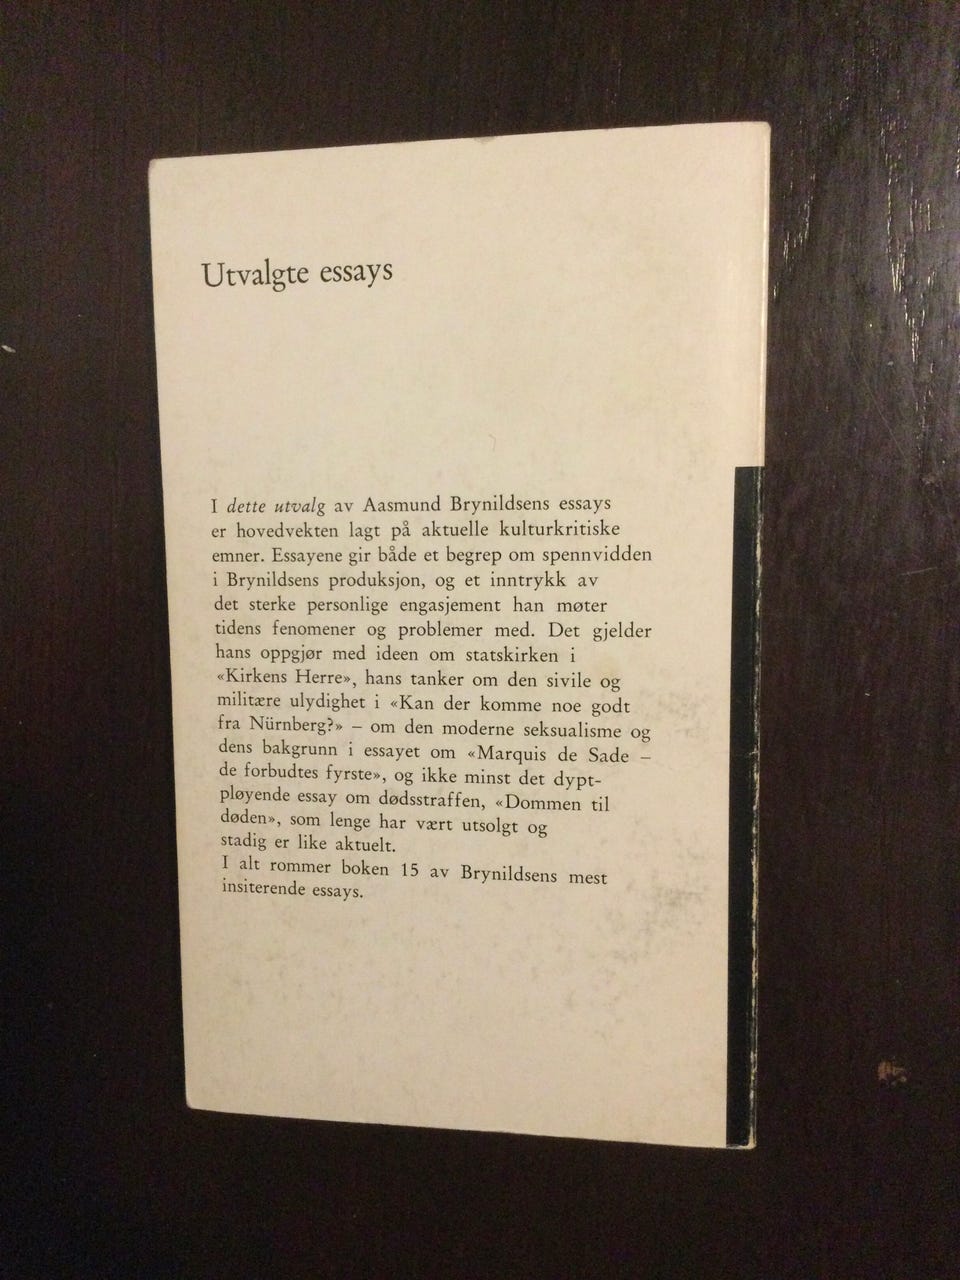 Utvalgte essays
I dette utvalg av Aasmund Brynildsens essays
er hovedvekten lagt på aktuelle kulturkritiske
emner. Essayene gir både et begrep om spennvidden
i Brynildsens produksjon, og et inntrykk av
det sterke personlige engasjement han møter
tidens fenomener og problemer med. Det gjelder
hans oppgjør med ideen om statskirken i
«Kirkens Herre», hans tanker om den sivile og
militære ulydighet i «Kan der komme noe godt
fra Nürnberg?» – om den moderne seksualisme og
dens bakgrunn i essayet om «Marquis de Sade –
de forbudtes fyrste», og ikke minst det dypt-
pløyende essay om dødsstraffen, «Dommen til
døden», som lenge har vært utsolgt og
stadig er like aktuelt.
I alt rommer boken 15 av Brynildsens mest
insiterende essays.